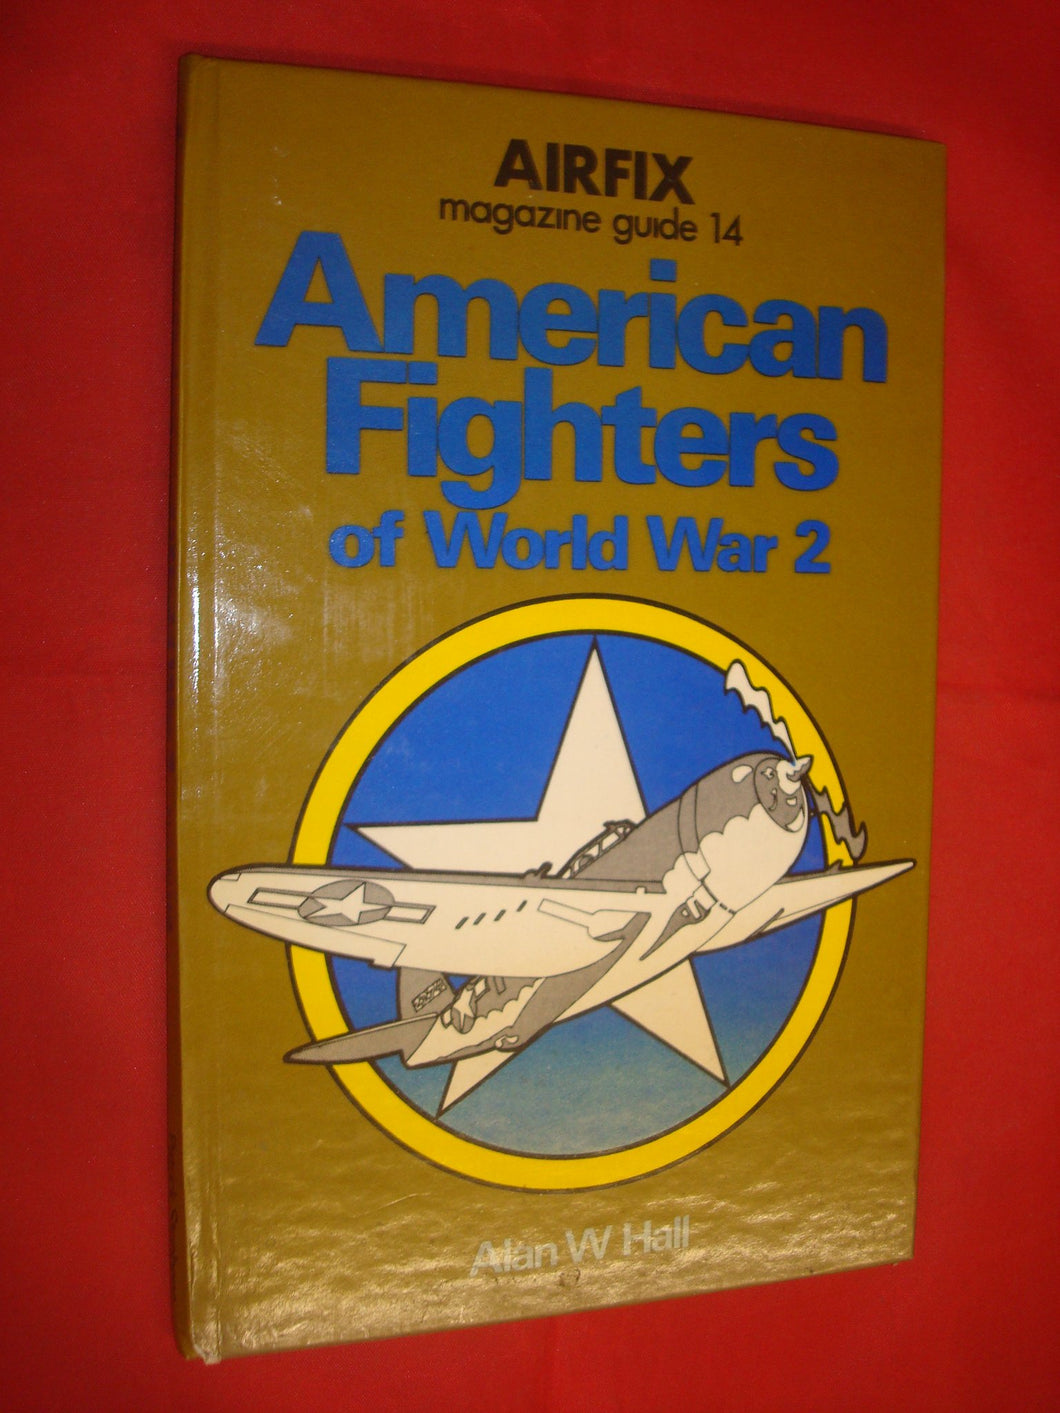 AIRFIX
magazine guide 14
American
Fighters
of World War 2
Alan W Hall